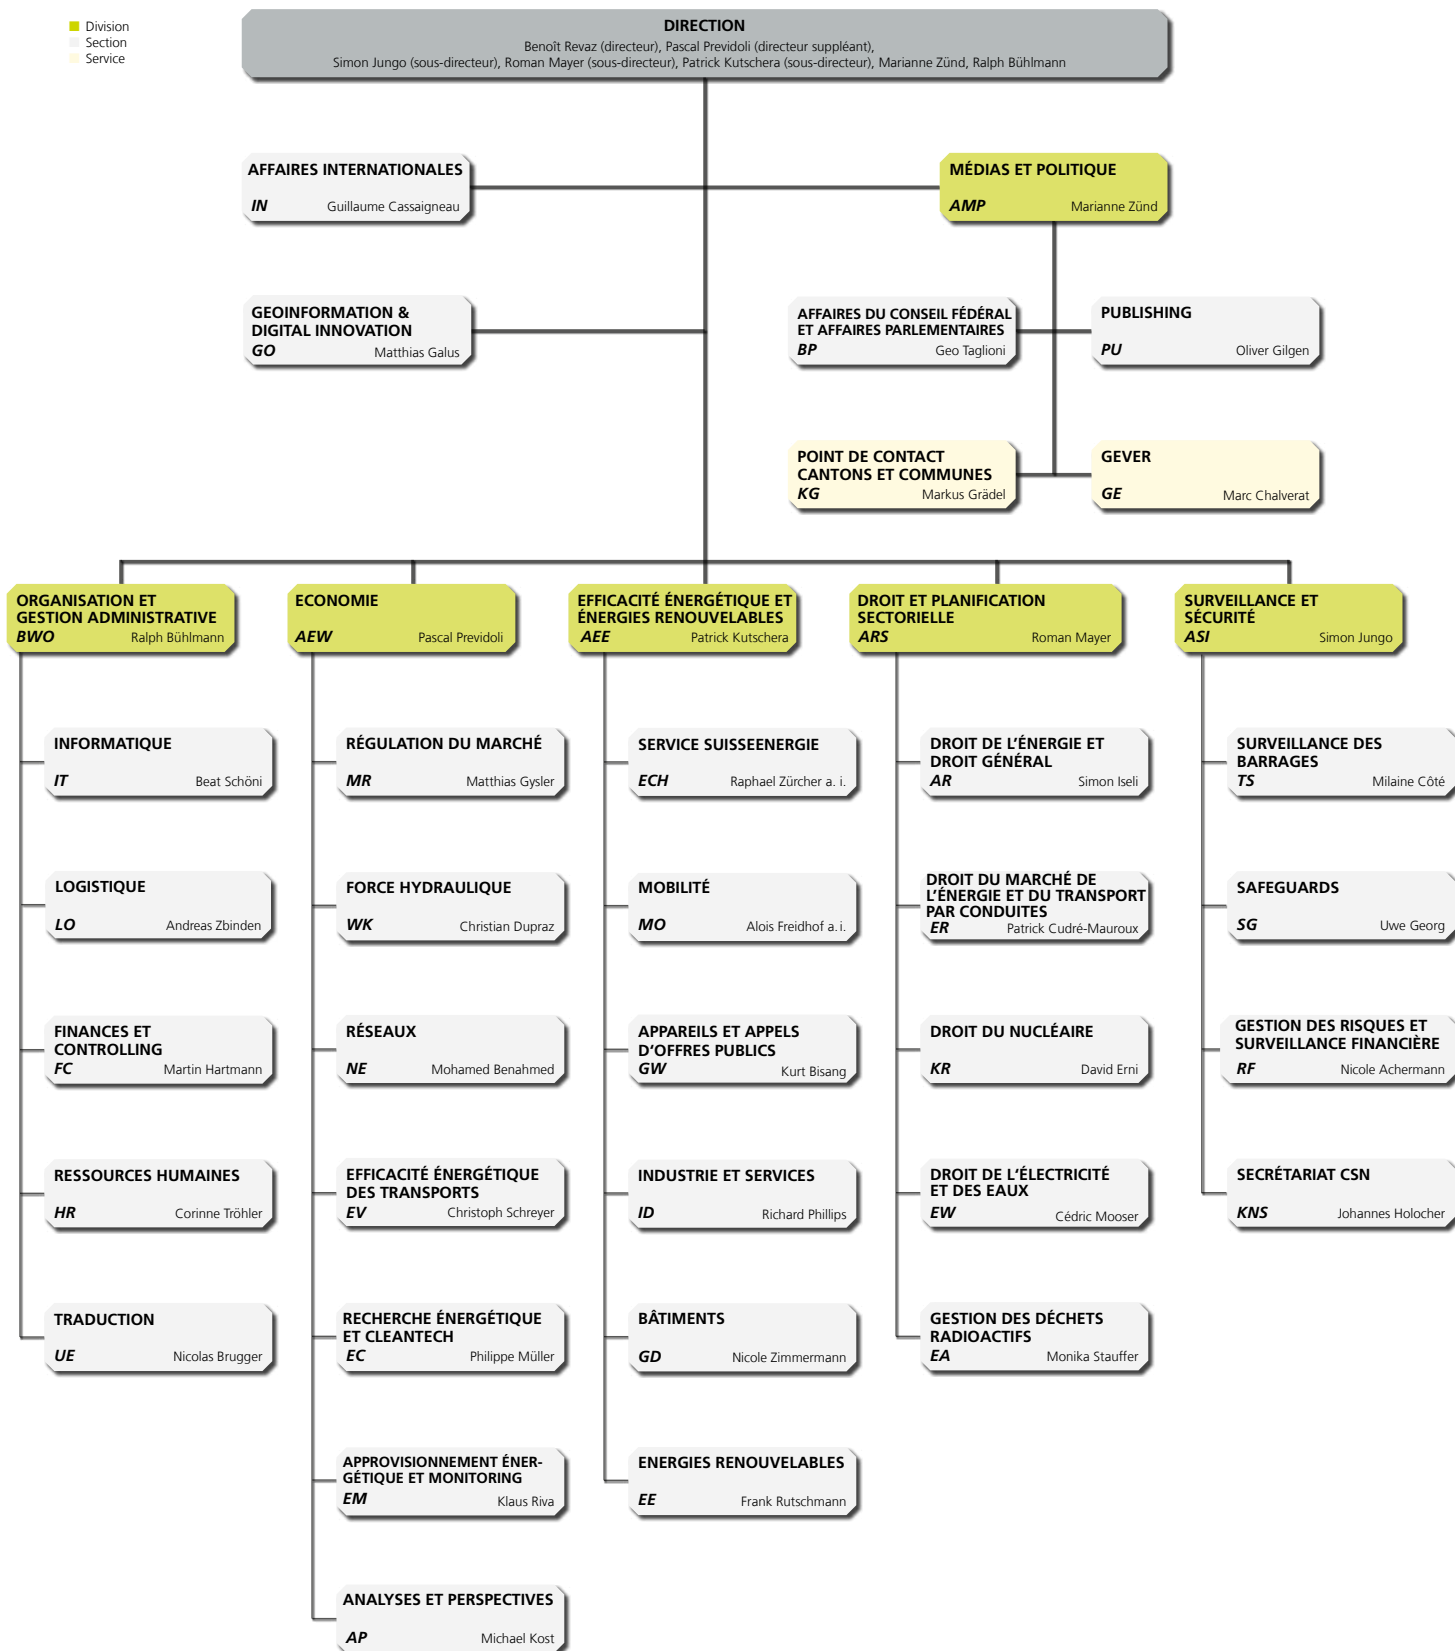 Division
Section
Service
DIRECTION
Benoît Revaz (directeur), Pascal Previdoli (directeur suppléant),
Simon Jungo (sous-directeur), Roman Mayer (sous-directeur), Patrick Kutschera (sous-directeur), Marianne Zünd, Ralph Bühlmann
AFFAIRES INTERNATIONALES
IN Guillaume Cassaigneau
MÉDIAS ET POLITIQUE
AMP Marianne Zünd
GEOINFORMATION &
DIGITAL INNOVATION
GO Matthias Galus
AFFAIRES DU CONSEIL FÉDÉRAL
ET AFFAIRES PARLEMENTAIRES
BP Geo Taglioni
PUBLISHING
PU Oliver Gilgen
POINT DE CONTACT
CANTONS ET COMMUNES
KG Markus Grädel
GEVER
GE Marc Chalverat
ORGANISATION ET
GESTION ADMINISTRATIVE
BWO Ralph Bühlmann
INFORMATIQUE
IT Beat Schöni
LOGISTIQUE
LO Andreas Zbinden
FINANCES ET
CONTROLLING
FC Martin Hartmann
RESSOURCES HUMAINES
HR Corinne Tröhler
TRADUCTION
UE Nicolas Brugger
ECONOMIE
AEW Pascal Previdoli
RÉGULATION DU MARCHÉ
MR Matthias Gysler
FORCE HYDRAULIQUE
WK Christian Dupraz
RÉSEAUX
NE Mohamed Benahmed
EFFICACITÉ ÉNERGÉTIQUE
DES TRANSPORTS
EV Christoph Schreyer
RECHERCHE ÉNERGÉTIQUE
ET CLEANTECH
EC Philippe Müller
APPROVISIONNEMENT ÉNER-
GÉTIQUE ET MONITORING
EM Klaus Riva
ANALYSES ET PERSPECTIVES
AP Michael Kost
EFFICACITÉ ÉNERGÉTIQUE ET
ÉNERGIES RENOUVELABLES
AEE Patrick Kutschera
SERVICE SUISSEENERGIE
ECH Raphael Zürcher a. i.
MOBILITÉ
MO Alois Freidhof a. i.
APPAREILS ET APPELS
D'OFFRES PUBLICS
GW Kurt Bisang
INDUSTRIE ET SERVICES
ID Richard Phillips
BÂTIMENTS
GD Nicole Zimmermann
ENERGIES RENOUVELABLES
EE Frank Rutschmann
DROIT ET PLANIFICATION
SECTORIELLE
ARS Roman Mayer
DROIT DE L'ÉNERGIE ET
DROIT GÉNÉRAL
AR Simon Iseli
DROIT DU MARCHÉ DE
L'ÉNERGIE ET DU TRANSPORT
PAR CONDUITES
ER Patrick Cudré-Mauroux
DROIT DU NUCLÉAIRE
KR David Erni
DROIT DE L'ÉLECTRICITÉ
ET DES EAUX
EW Cédric Mooser
GESTION DES DÉCHETS
RADIOACTIFS
EA Monika Stauffer
SURVEILLANCE ET
SÉCURITÉ
ASI Simon Jungo
SURVEILLANCE DES
BARRAGES
TS Milaine Côté
SAFEGUARDS
SG Uwe Georg
GESTION DES RISQUES ET
SURVEILLANCE FINANCIÈRE
RF Nicole Achermann
SECRÉTARIAT CSN
KNS Johannes Holocher